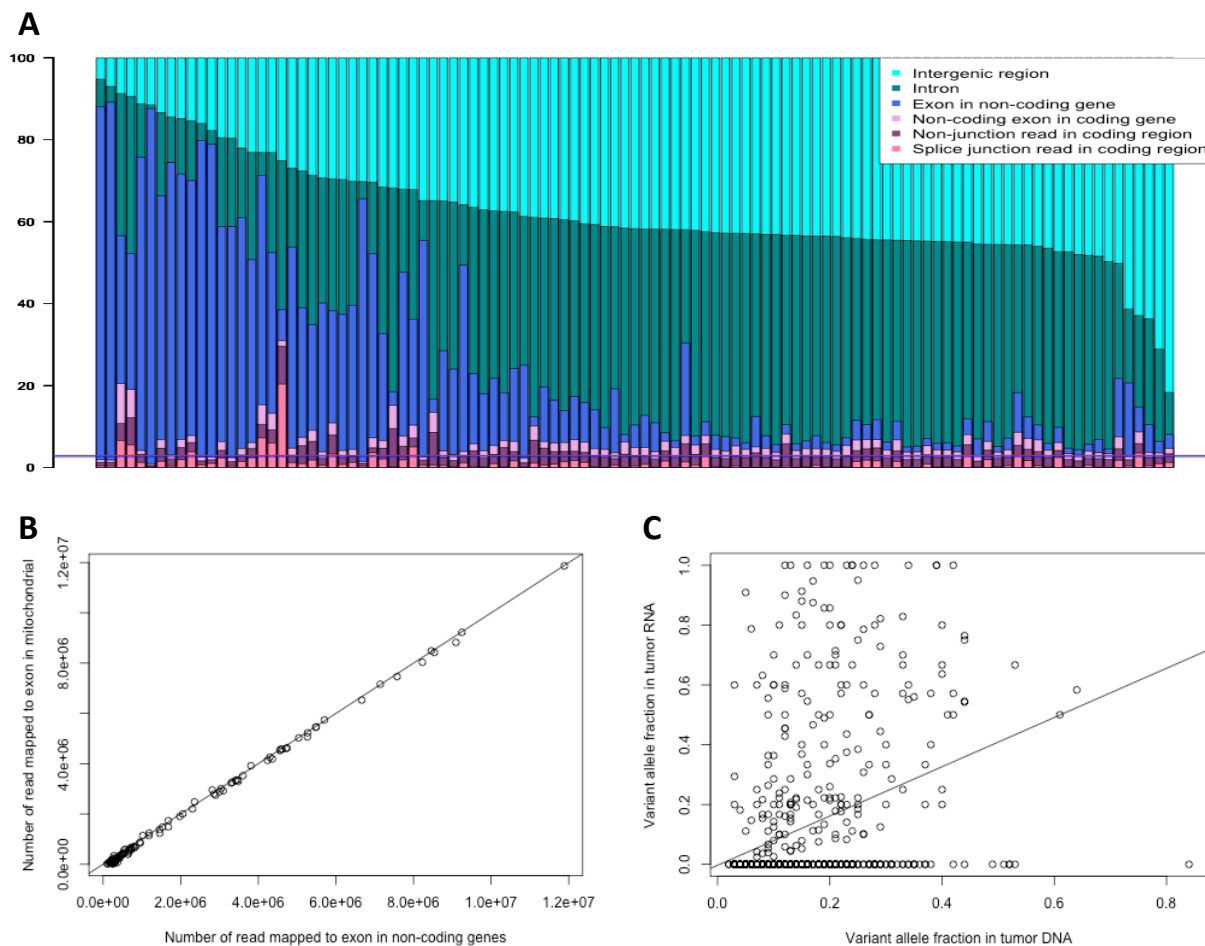 A
100
80
60
40
20
0
Intergenic region
Intron
Exon in non-coding gene
Non-coding exon in coding gene
Non-junction read in coding region
Splice junction read in coding region
B
Number of read mapped to exon in mitochondrial
1.2e+07
8.0e+06
4.0e+06
0.0e+00
0.0e+00 2.0e+06 4.0e+06 6.0e+06 8.0e+06 1.0e+07 1.2e+07
Number of read mapped to exon in non-coding genes
C
Variant allele fraction in tumor RNA
1.0
0.8
0.6
0.4
0.2
0.0
0.0 0.2 0.4 0.6 0.8
Variant allele fraction in tumor DNA